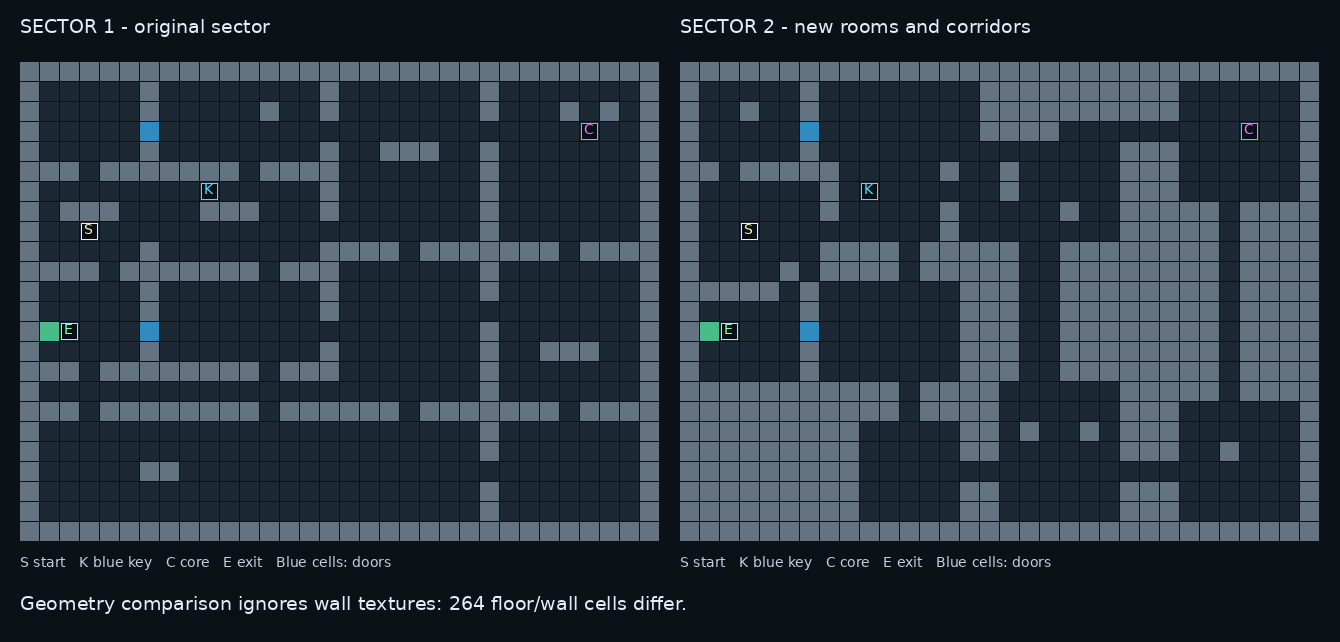 SECTOR 1 - original sector
SECTOR 2 - new rooms and corridors
C
K
S
E
C
K
S
E
S start K blue key C core E exit Blue cells: doors
S start K blue key C core E exit Blue cells: doors
Geometry comparison ignores wall textures: 264 floor/wall cells differ.